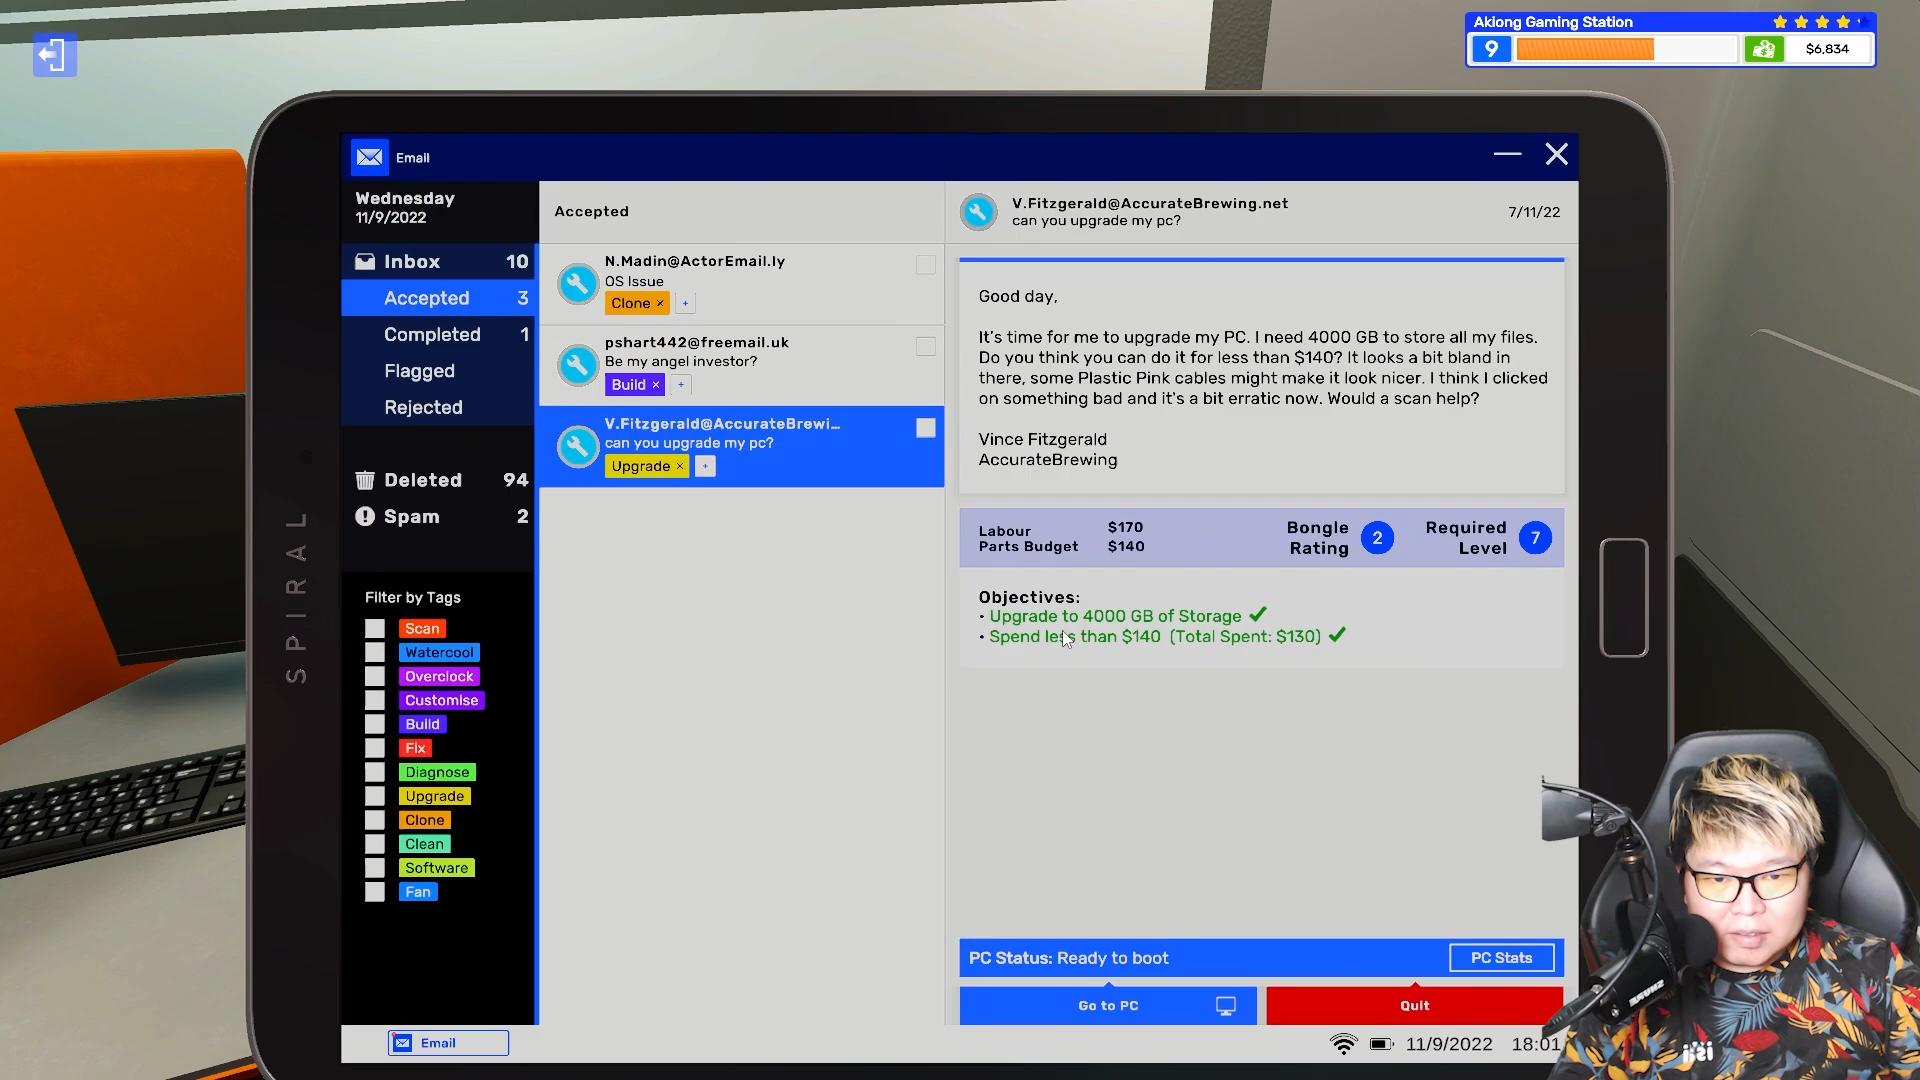 Akiong Gaming Station
9
$6,834
Email
Wednesday
11/9/2022
Inbox 10
Accepted 3
Completed 1
Flagged
Rejected
Deleted 94
Spam 2
Filter by Tags
Scan
Watercool
Overclock
Customise
Build
Fix
Diagnose
Upgrade
Clone
Clean
Software
Fan
Accepted
N.Madin@ActorEmail.ly
OS Issue
Clone × +
pshart442@freemail.uk
Be my angel investor?
Build × +
V.Fitzgerald@AccurateBrewi...
can you upgrade my pc?
Upgrade × +
V.Fitzgerald@AccurateBrewing.net
can you upgrade my pc?
7/11/22
Good day,
It's time for me to upgrade my PC. I need 4000 GB to store all my files.
Do you think you can do it for less than $140? It looks a bit bland in
there, some Plastic Pink cables might make it look nicer. I think I clicked
on something bad and it's a bit erratic now. Would a scan help?
Vince Fitzgerald
AccurateBrewing
Labour $170
Parts Budget $140
Bongle Rating 2
Required Level 7
Objectives:
• Upgrade to 4000 GB of Storage
• Spend less than $140 (Total Spent: $130)
PC Status: Ready to boot
PC Stats
Go to PC
Quit
Email
11/9/2022 18:01
SPIRAL